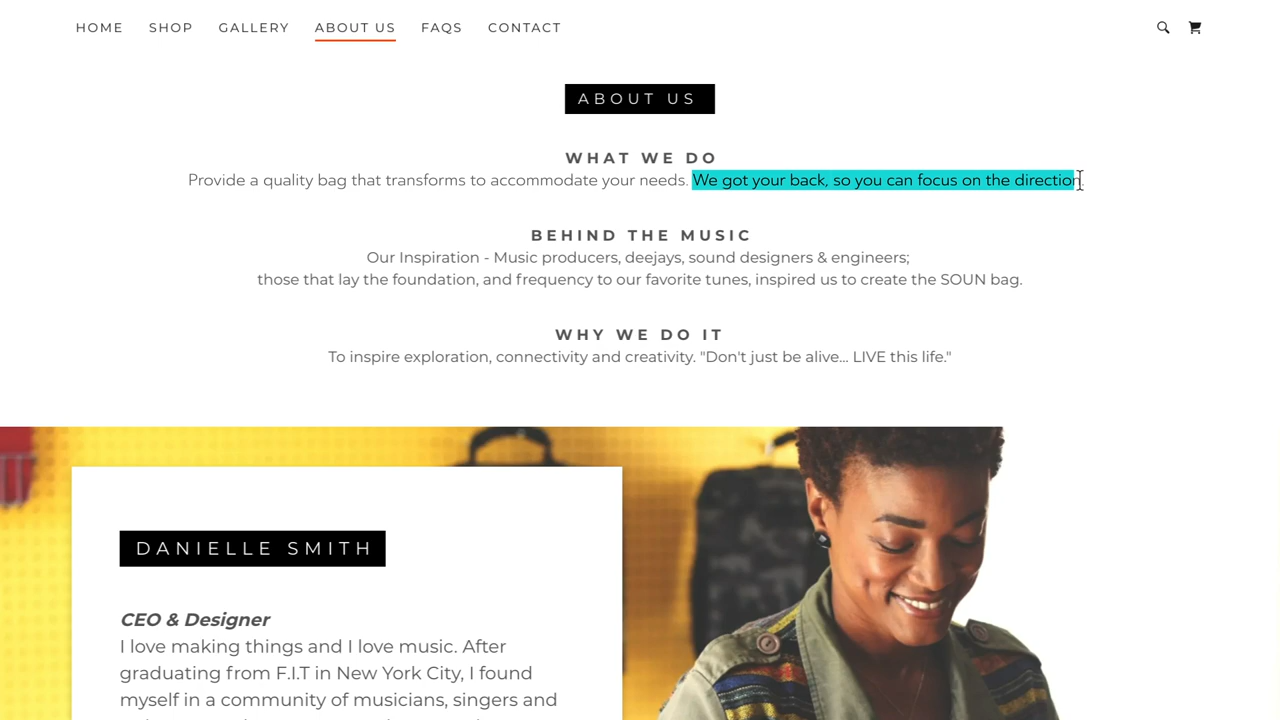 HOME SHOP GALLERY ABOUT US FAQS CONTACT
ABOUT US
WHAT WE DO
Provide a quality bag that transforms to accommodate your needs. We got your back, so you can focus on the direction.
BEHIND THE MUSIC
Our Inspiration - Music producers, deejays, sound designers & engineers;
those that lay the foundation, and frequency to our favorite tunes, inspired us to create the SOUN bag.
WHY WE DO IT
To inspire exploration, connectivity and creativity. "Don't just be alive... LIVE this life."
DANIELLE SMITH
CEO & Designer
I love making things and I love music. After
graduating from F.I.T in New York City, I found
myself in a community of musicians, singers and